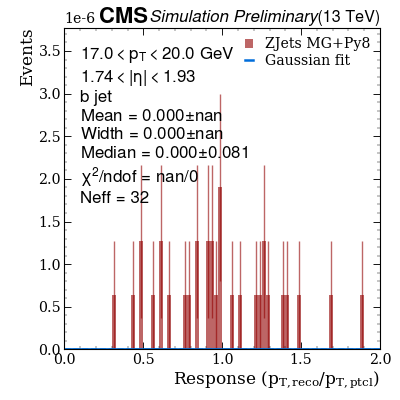 1e-6 CMS Simulation Preliminary (13 TeV)
Events
17.0 < p_T < 20.0 GeV
1.74 < |η| < 1.93
b jet
Mean = 0.000±nan
Width = 0.000±nan
Median = 0.000±0.081
χ²/ndof = nan/0
Neff = 32
ZJets MG+Py8
Gaussian fit
3.5
3.0
2.5
2.0
1.5
1.0
0.5
0.0
0.0 0.5 1.0 1.5 2.0
Response (p_T,reco/p_T,ptcl)